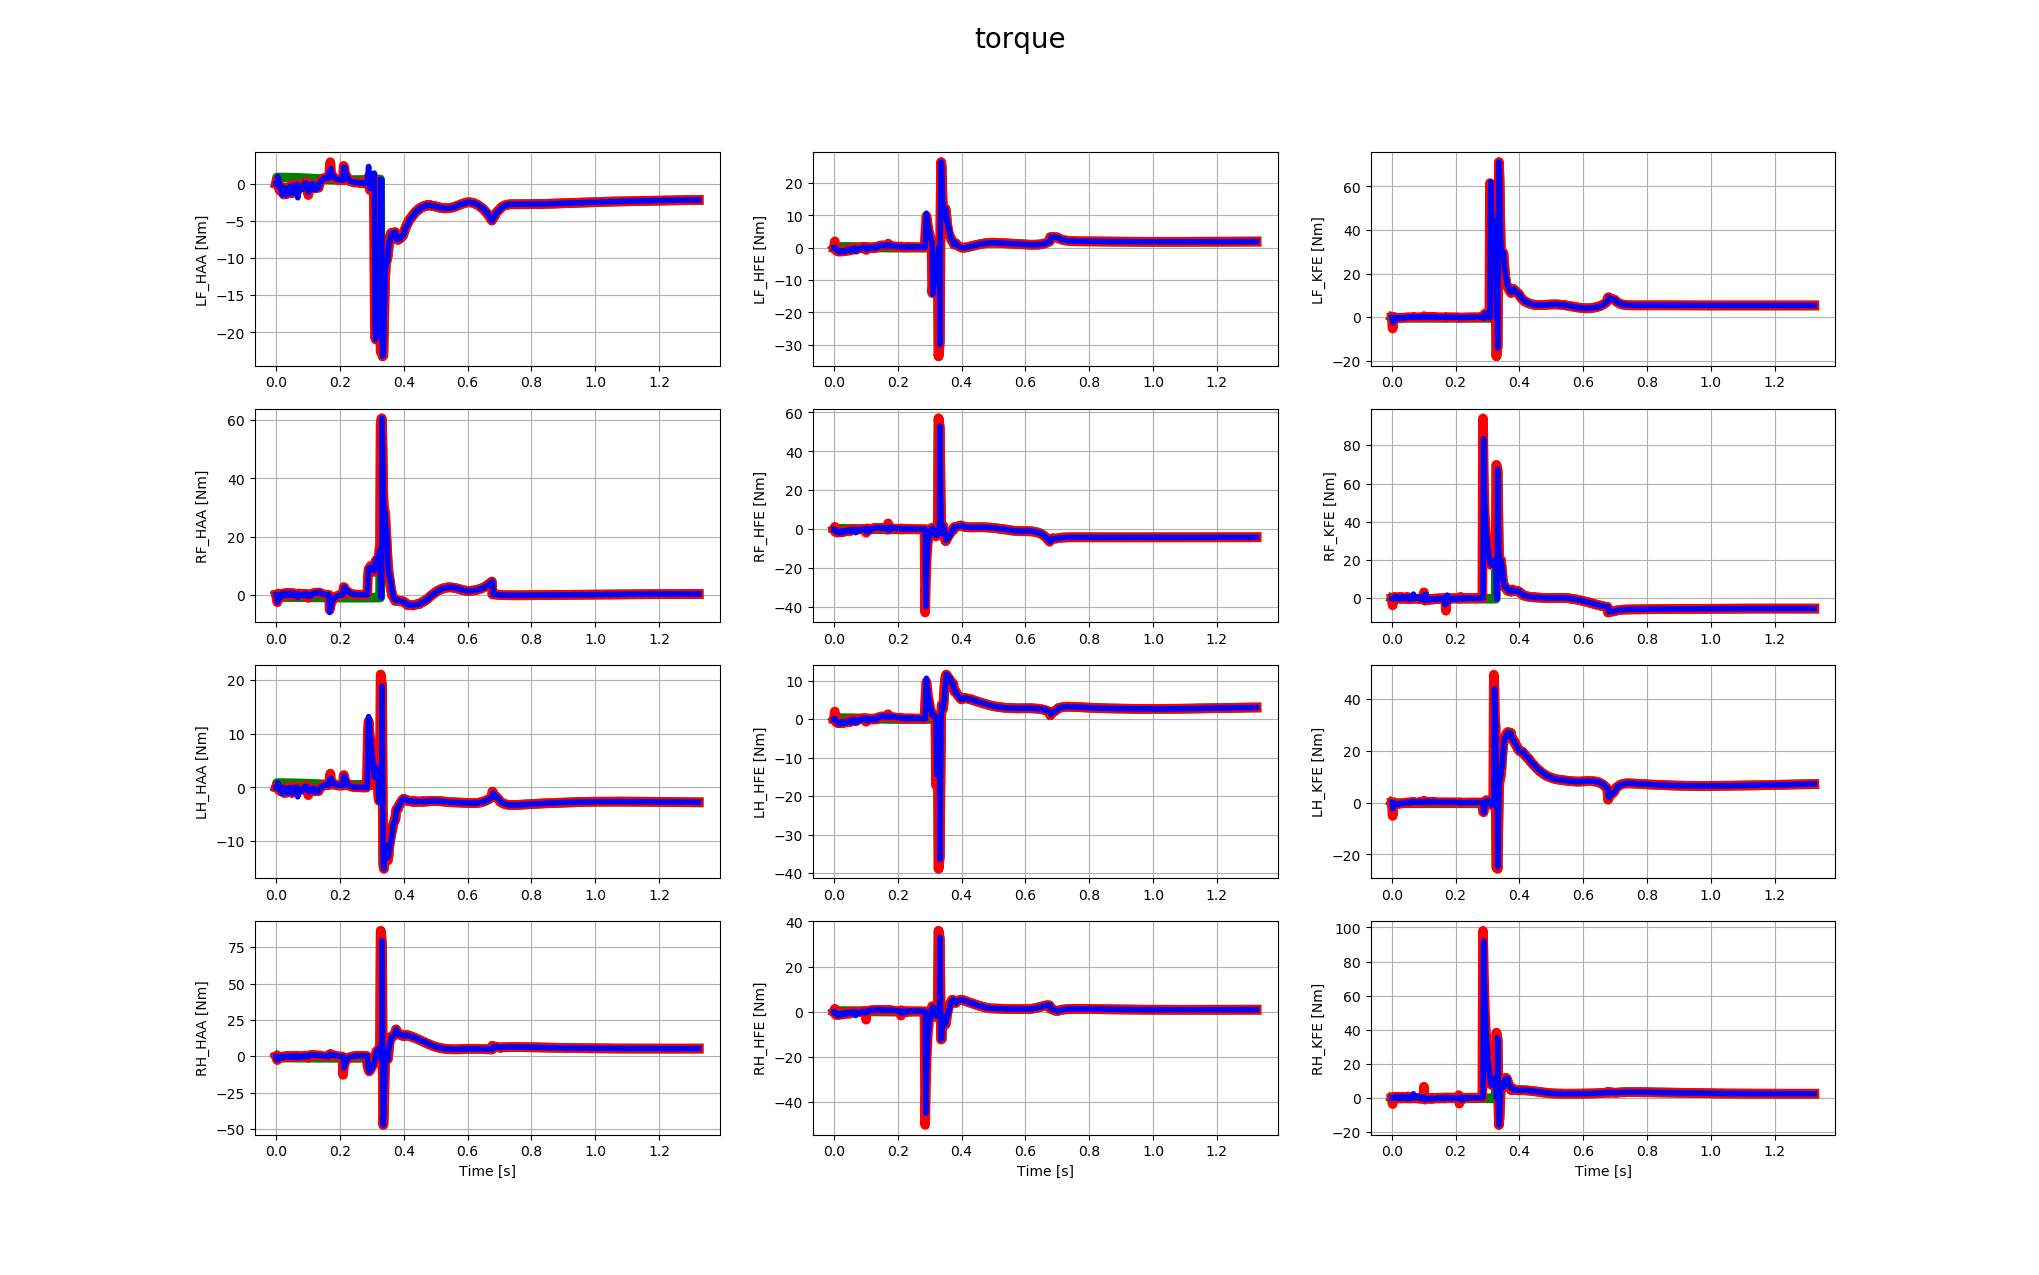 torque
LF_HAA [Nm]
0
−5
−10
−15
−20
0.0 0.2 0.4 0.6 0.8 1.0 1.2
LF_HFE [Nm]
20
10
0
−10
−20
−30
0.0 0.2 0.4 0.6 0.8 1.0 1.2
LF_KFE [Nm]
60
40
20
0
−20
0.0 0.2 0.4 0.6 0.8 1.0 1.2
RF_HAA [Nm]
60
40
20
0
0.0 0.2 0.4 0.6 0.8 1.0 1.2
RF_HFE [Nm]
60
40
20
0
−20
−40
0.0 0.2 0.4 0.6 0.8 1.0 1.2
RF_KFE [Nm]
80
60
40
20
0
0.0 0.2 0.4 0.6 0.8 1.0 1.2
LH_HAA [Nm]
20
10
0
−10
0.0 0.2 0.4 0.6 0.8 1.0 1.2
LH_HFE [Nm]
10
0
−10
−20
−30
−40
0.0 0.2 0.4 0.6 0.8 1.0 1.2
LH_KFE [Nm]
40
20
0
−20
0.0 0.2 0.4 0.6 0.8 1.0 1.2
RH_HAA [Nm]
75
50
25
0
−25
−50
0.0 0.2 0.4 0.6 0.8 1.0 1.2
Time [s]
RH_HFE [Nm]
40
20
0
−20
−40
0.0 0.2 0.4 0.6 0.8 1.0 1.2
Time [s]
RH_KFE [Nm]
100
80
60
40
20
0
−20
0.0 0.2 0.4 0.6 0.8 1.0 1.2
Time [s]